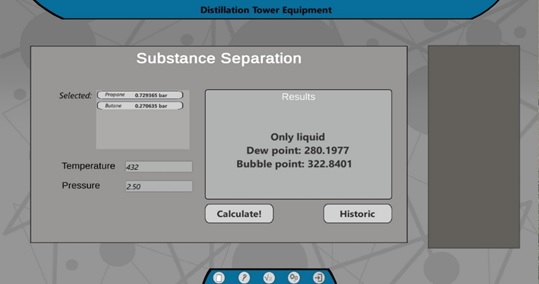 Distillation Tower Equipment
Substance Separation
Selected:
Propane 0.729365 bar
Butane 0.270635 bar
Temperature 432
Pressure 2.50
Results
Only liquid
Dew point: 280.1977
Bubble point: 322.8401
Calculate!
Historic